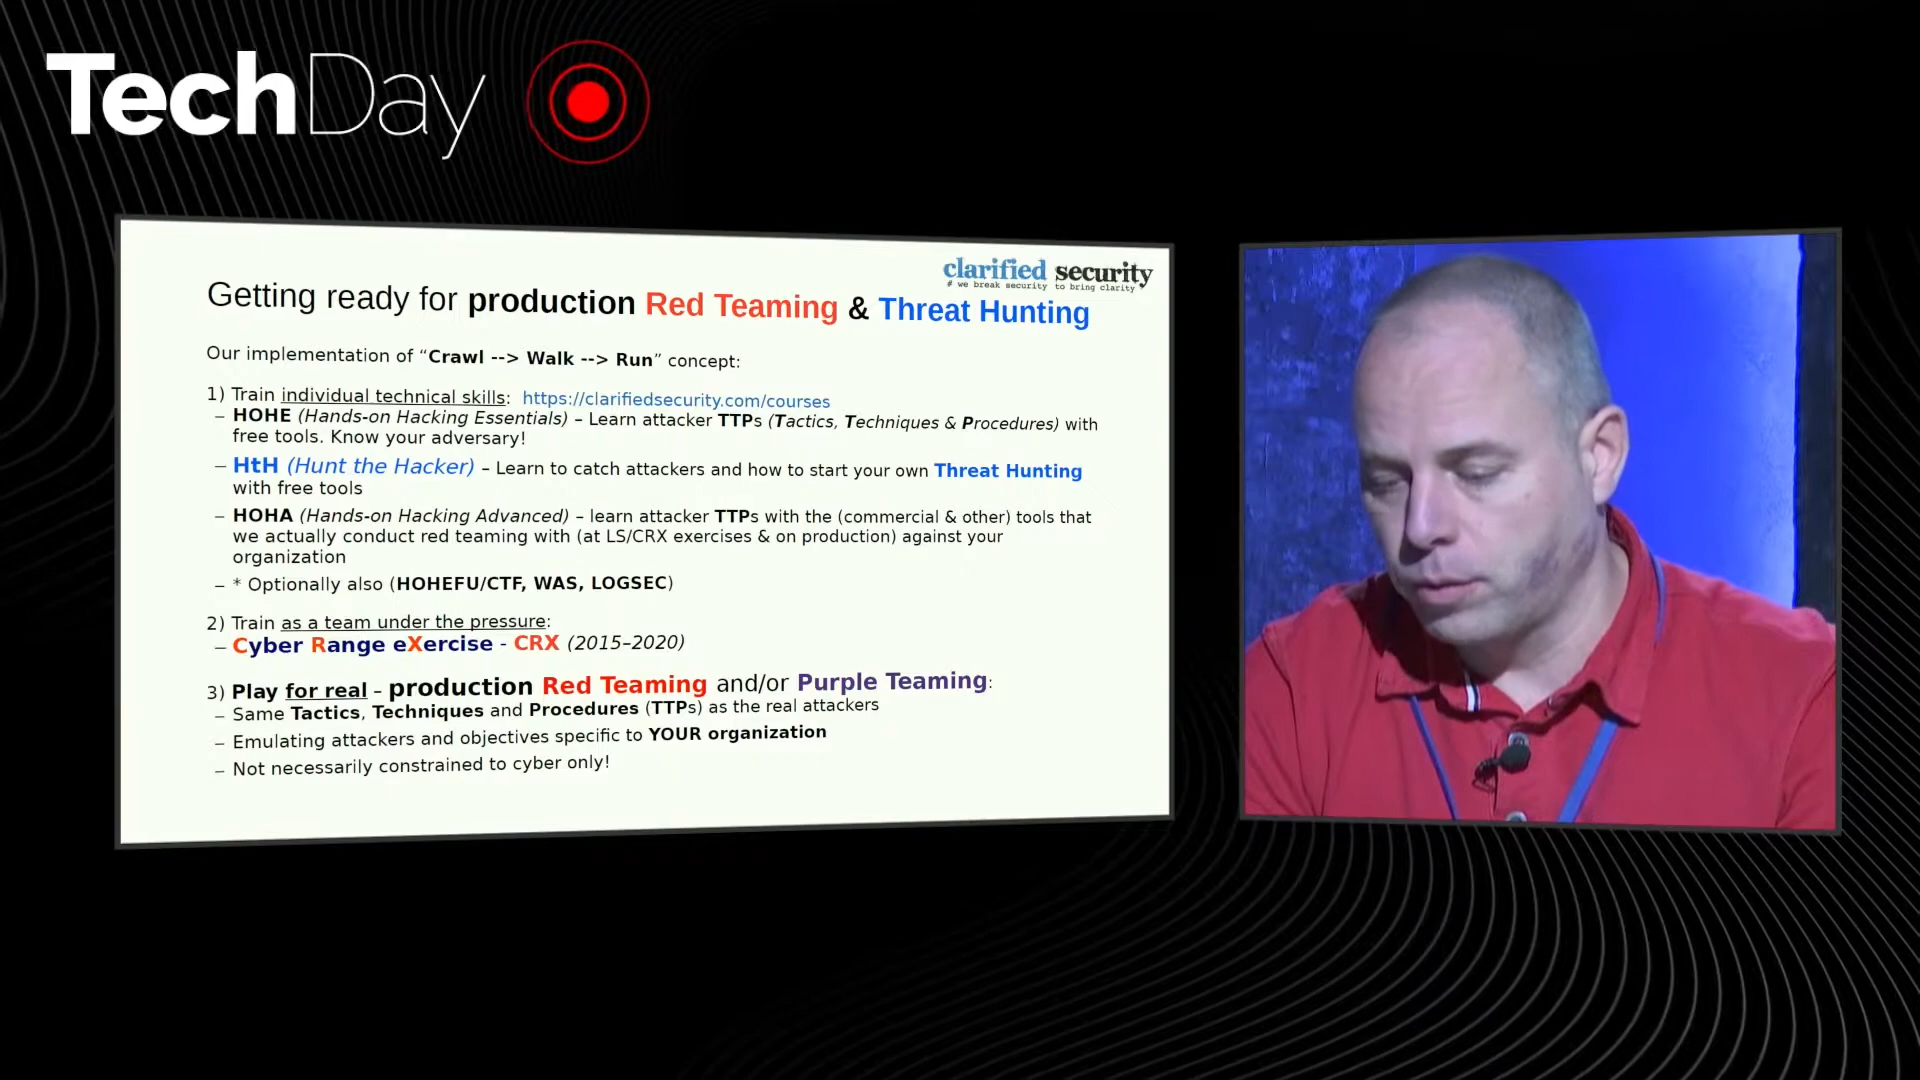 TechDay
clarified security
# we break security to bring clarity
Getting ready for production Red Teaming & Threat Hunting
Our implementation of “Crawl --> Walk --> Run” concept:
1) Train individual technical skills: https://clarifiedsecurity.com/courses
– HOHE (Hands-on Hacking Essentials) – Learn attacker TTPs (Tactics, Techniques & Procedures) with
free tools. Know your adversary!
– HtH (Hunt the Hacker) – Learn to catch attackers and how to start your own Threat Hunting
with free tools
– HOHA (Hands-on Hacking Advanced) – learn attacker TTPs with the (commercial & other) tools that
we actually conduct red teaming with (at LS/CRX exercises & on production) against your
organization
– * Optionally also (HOHEFU/CTF, WAS, LOGSEC)
2) Train as a team under the pressure:
– Cyber Range eXercise - CRX (2015–2020)
3) Play for real – production Red Teaming and/or Purple Teaming:
– Same Tactics, Techniques and Procedures (TTPs) as the real attackers
– Emulating attackers and objectives specific to YOUR organization
– Not necessarily constrained to cyber only!